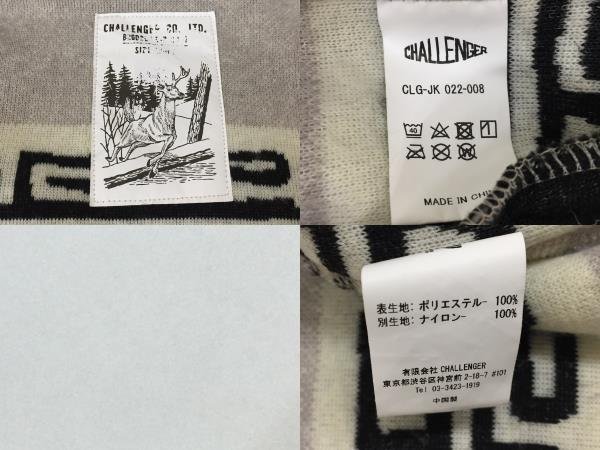 CHALLENGER CO. LTD.
SIZE
CHALLENGER
CLG-JK 022-008
40
1
MADE IN CHI
表生地: ポリエステル- 100%
別生地: ナイロン- 100%
有限会社 CHALLENGER
東京都渋谷区神宮前 2-18-7 #101
Tel 03-3423-1919
中国製